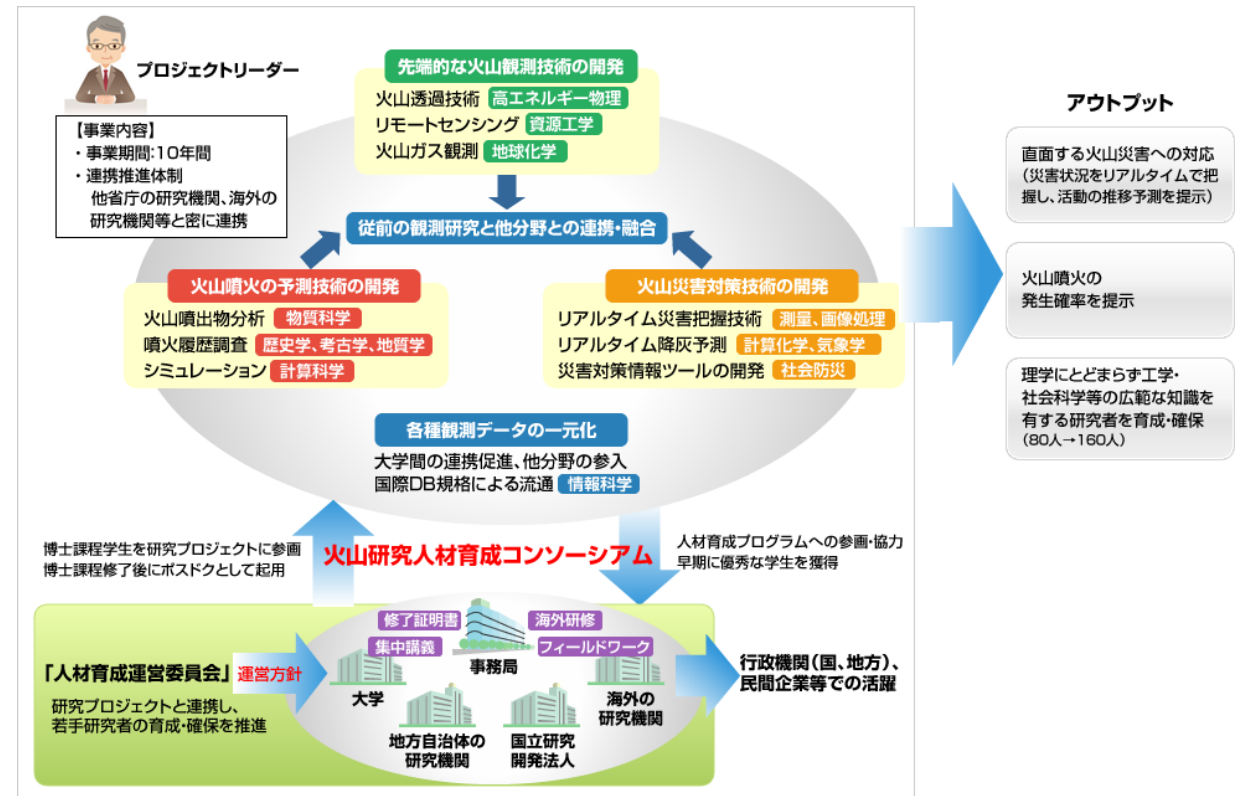 プロジェクトリーダー
【事業内容】
・事業期間:10年間
・連携推進体制
他省庁の研究機関、海外の
研究機関等と密に連携
先端的な火山観測技術の開発
火山透過技術 高エネルギー物理
リモートセンシング 資源工学
火山ガス観測 地球化学
従前の観測研究と他分野との連携・融合
火山噴火の予測技術の開発
火山噴出物分析 物質科学
噴火履歴調査 歴史学、考古学、地質学
シミュレーション 計算科学
火山災害対策技術の開発
リアルタイム災害把握技術 測量、画像処理
リアルタイム降灰予測 計算化学、気象学
災害対策情報ツールの開発 社会防災
各種観測データの一元化
大学間の連携促進、他分野の参入
国際DB規格による流通 情報科学
博士課程学生を研究プロジェクトに参画
博士課程修了後にポスドクとして起用
火山研究人材育成コンソーシアム
人材育成プログラムへの参画・協力
早期に優秀な学生を獲得
「人材育成運営委員会」
運営方針
研究プロジェクトと連携し、
若手研究者の育成・確保を推進
修了証明書
海外研修
集中講義
フィールドワーク
事務局
大学
海外の
研究機関
地方自治体の
研究機関
国立研究
開発法人
行政機関(国、地方)、
民間企業等での活躍
アウトプット
直面する火山災害への対応
(災害状況をリアルタイムで把
握し、活動の推移予測を提示)
火山噴火の
発生確率を提示
理学にとどまらず工学・
社会科学等の広範な知識を
有する研究者を育成・確保
(80人→160人)